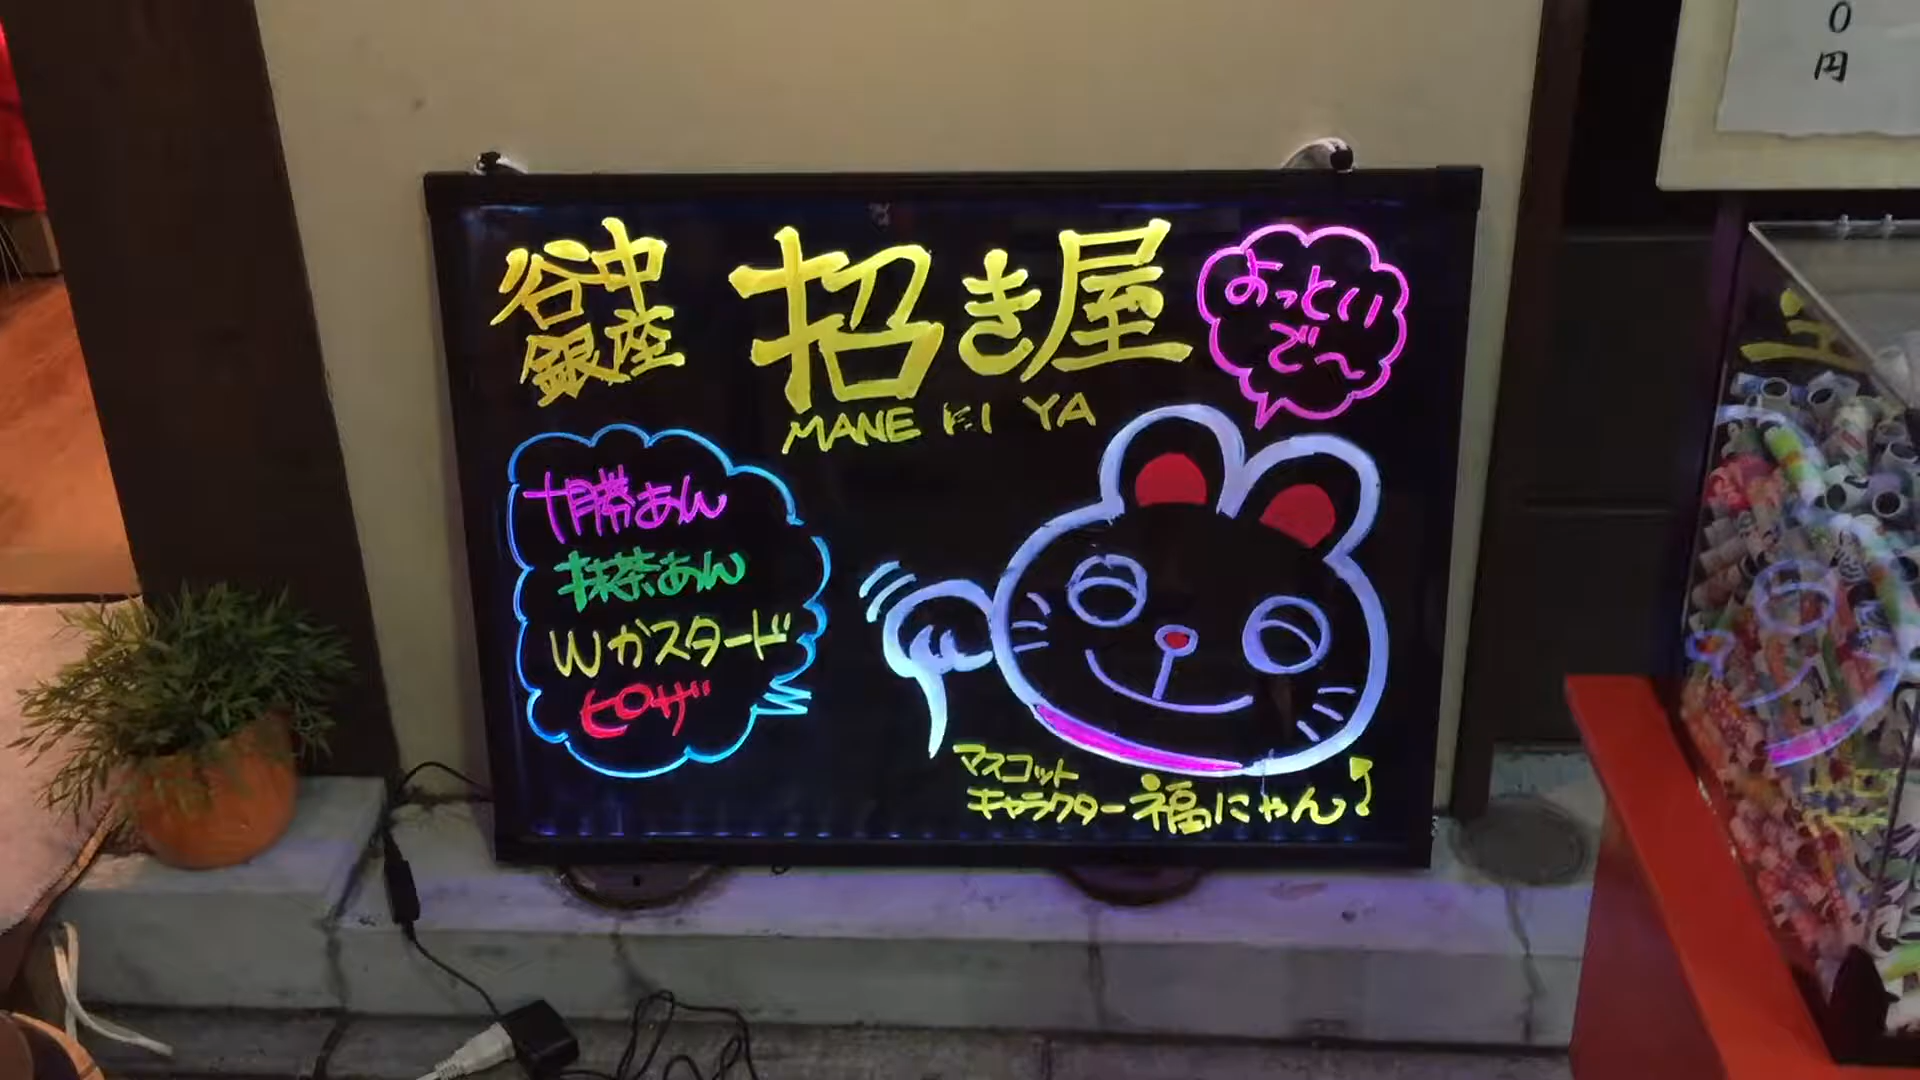 谷中
銀座
招き屋
MANE KI YA
よっとい
で〜
十勝あん
抹茶あん
Wカスタード
ピザ
マスコット
キャラクター福にゃん
0
円